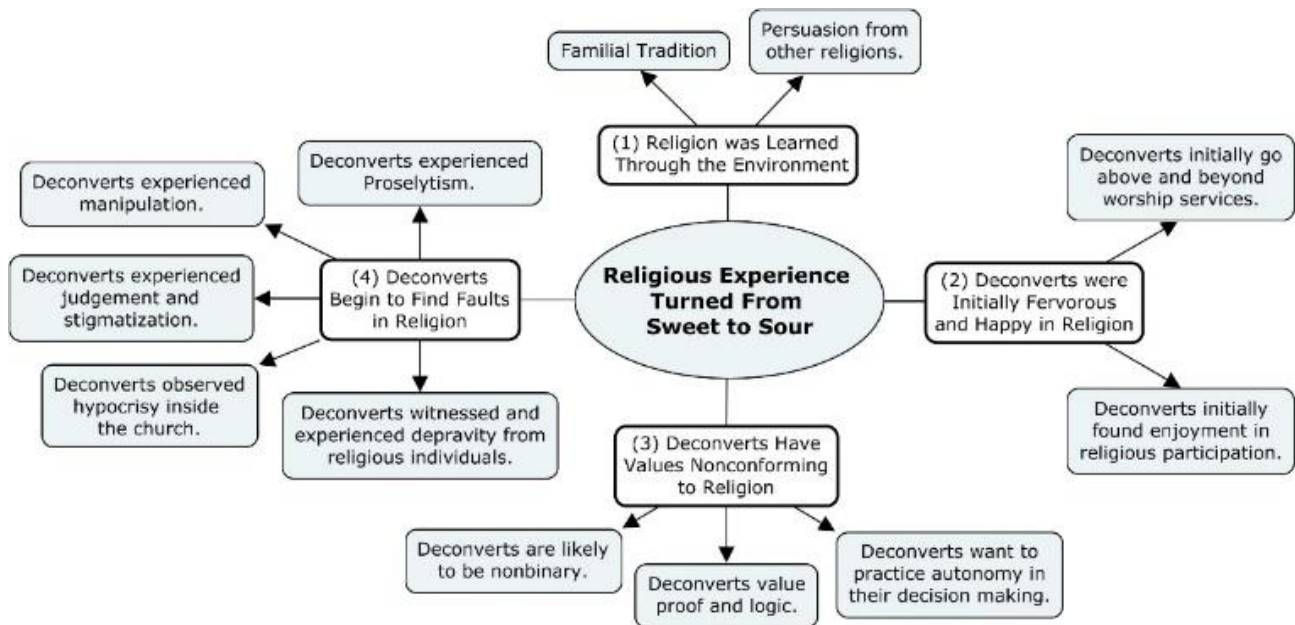 Familial Tradition
Persuasion from
other religions.
(1) Religion was Learned
Through the Environment
Deconverts experienced
Proselytism.
Deconverts experienced
manipulation.
Deconverts experienced
judgement and
stigmatization.
(4) Deconverts
Begin to Find Faults
in Religion
Deconverts observed
hypocrisy inside
the church.
Deconverts witnessed and
experienced depravity from
religious individuals.
Religious Experience
Turned From
Sweet to Sour
Deconverts initially go
above and beyond
worship services.
(2) Deconverts were
Initially Fervorous
and Happy in Religion
Deconverts initially
found enjoyment in
religious participation.
(3) Deconverts Have
Values Nonconforming
to Religion
Deconverts are likely
to be nonbinary.
Deconverts value
proof and logic.
Deconverts want to
practice autonomy in
their decision making.